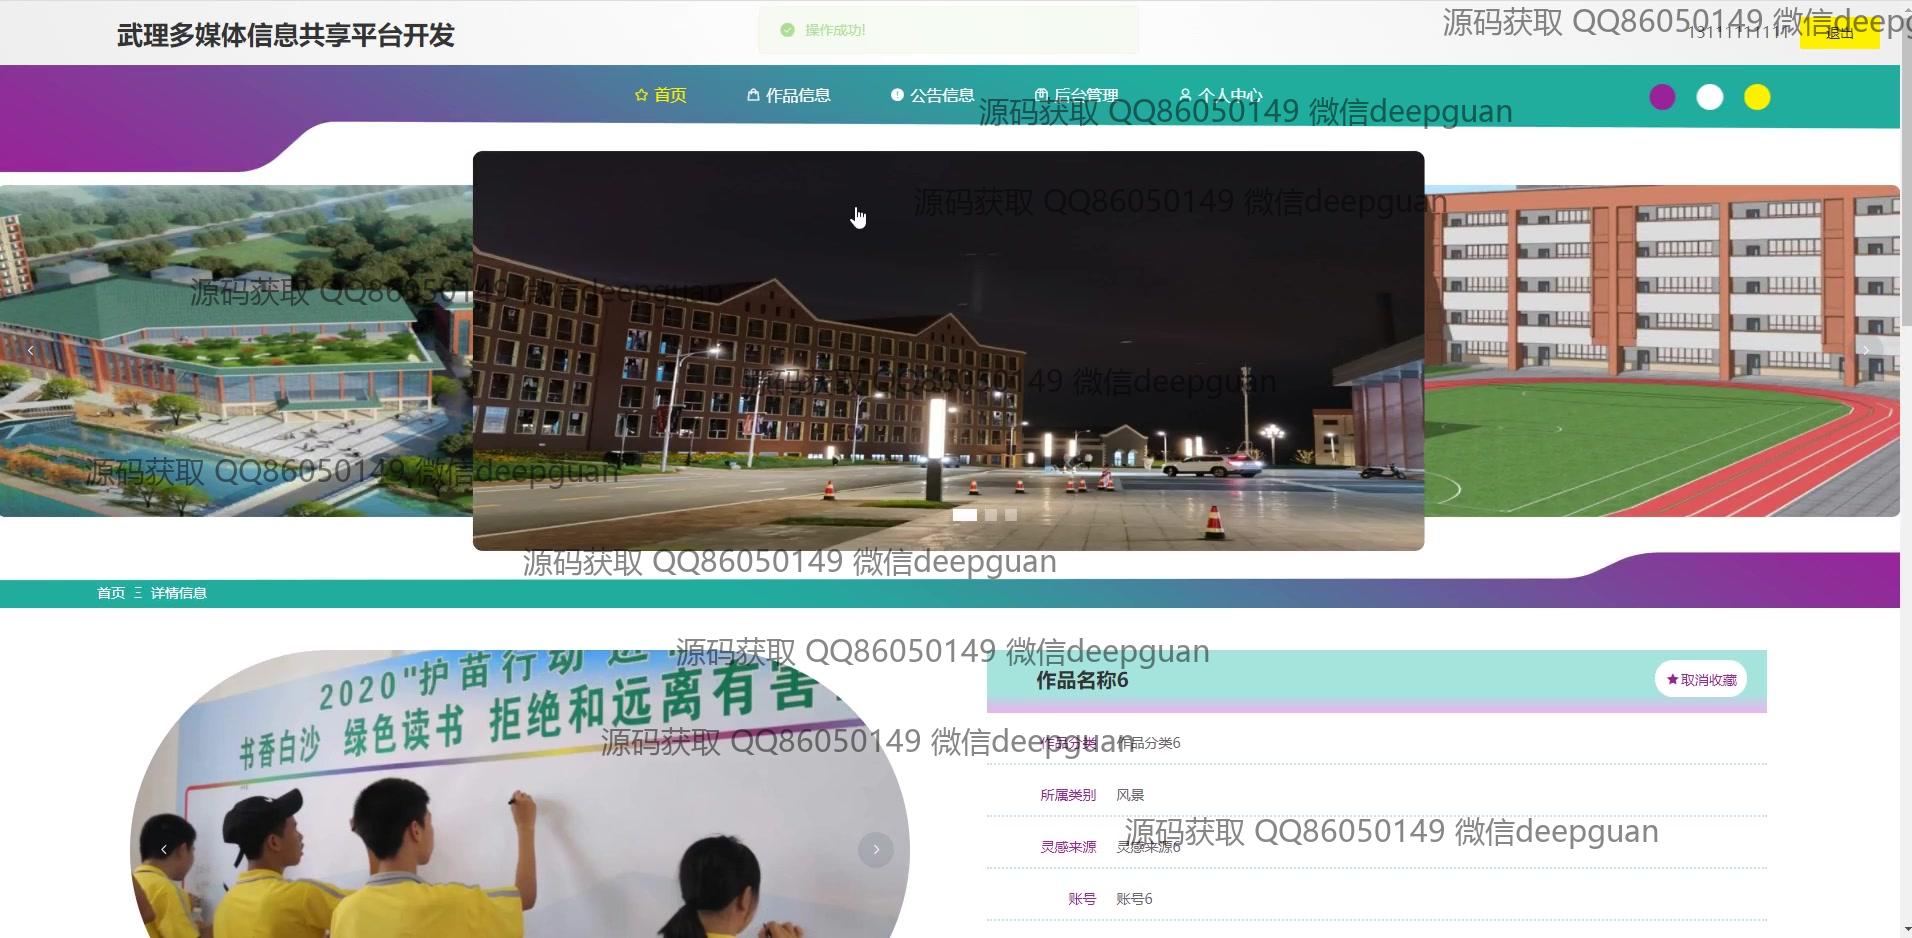 武理多媒体信息共享平台开发
操作成功!
源码获取 QQ86050149 微信deepg
退出
首页
作品信息
公告信息
后台管理
个人中心
源码获取 QQ86050149 微信deepguan
源码获取 QQ86050149 微信deepguan
源码获取 QQ86050149 微信deepguan
源码获取 QQ86050149 微信deepguan
源码获取 QQ86050149 微信deepguan
源码获取 QQ86050149 微信deepguan
首页 Ξ 详情信息
源码获取 QQ86050149 微信deepguan
2020"护苗行动
书香白沙 绿色读书 拒绝和远离有害
作品名称6
取消收藏
源码获取 QQ86050149 微信deepguan
作品分类 作品分类6
所属类别 风景
源码获取 QQ86050149 微信deepguan
灵感来源 灵感来源6
账号 账号6